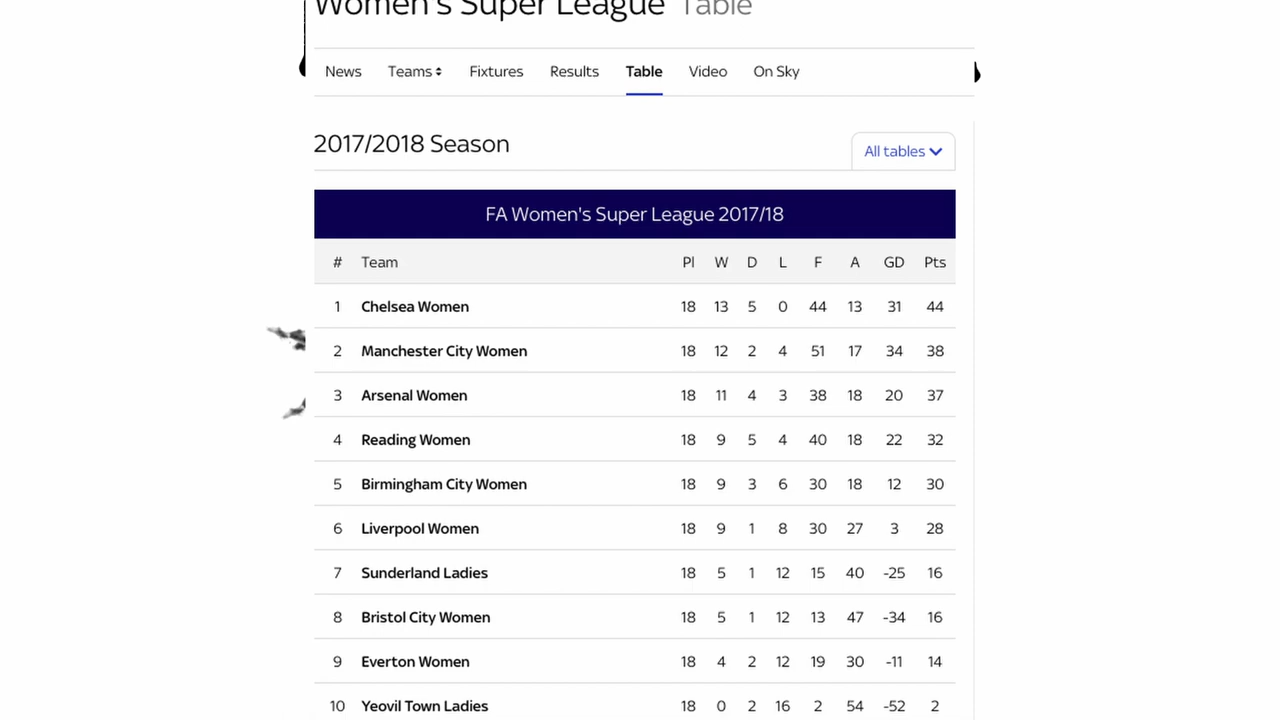 Women's Super League Table
News Teams Fixtures Results Table Video On Sky
2017/2018 Season
All tables
FA Women's Super League 2017/18
# Team Pl W D L F A GD Pts
1 Chelsea Women 18 13 5 0 44 13 31 44
2 Manchester City Women 18 12 2 4 51 17 34 38
3 Arsenal Women 18 11 4 3 38 18 20 37
4 Reading Women 18 9 5 4 40 18 22 32
5 Birmingham City Women 18 9 3 6 30 18 12 30
6 Liverpool Women 18 9 1 8 30 27 3 28
7 Sunderland Ladies 18 5 1 12 15 40 -25 16
8 Bristol City Women 18 5 1 12 13 47 -34 16
9 Everton Women 18 4 2 12 19 30 -11 14
10 Yeovil Town Ladies 18 0 2 16 2 54 -52 2